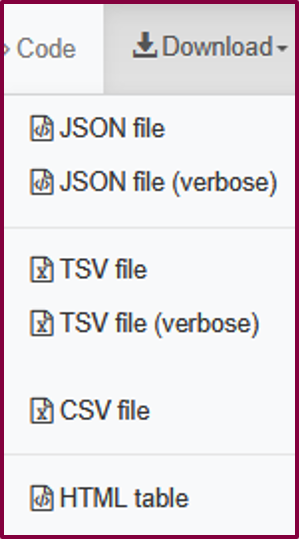 Code Download
JSON file
JSON file (verbose)
TSV file
TSV file (verbose)
CSV file
HTML table